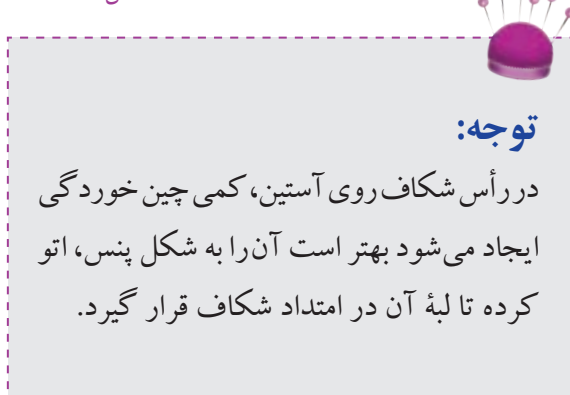 توجه:
در رأس شکاف روی آستین، کمی چین خوردگی
ایجاد می‌شود بهتر است آن‌را به شکل پنس، اتو
کرده تا لبهٔ آن در امتداد شکاف قرار گیرد.